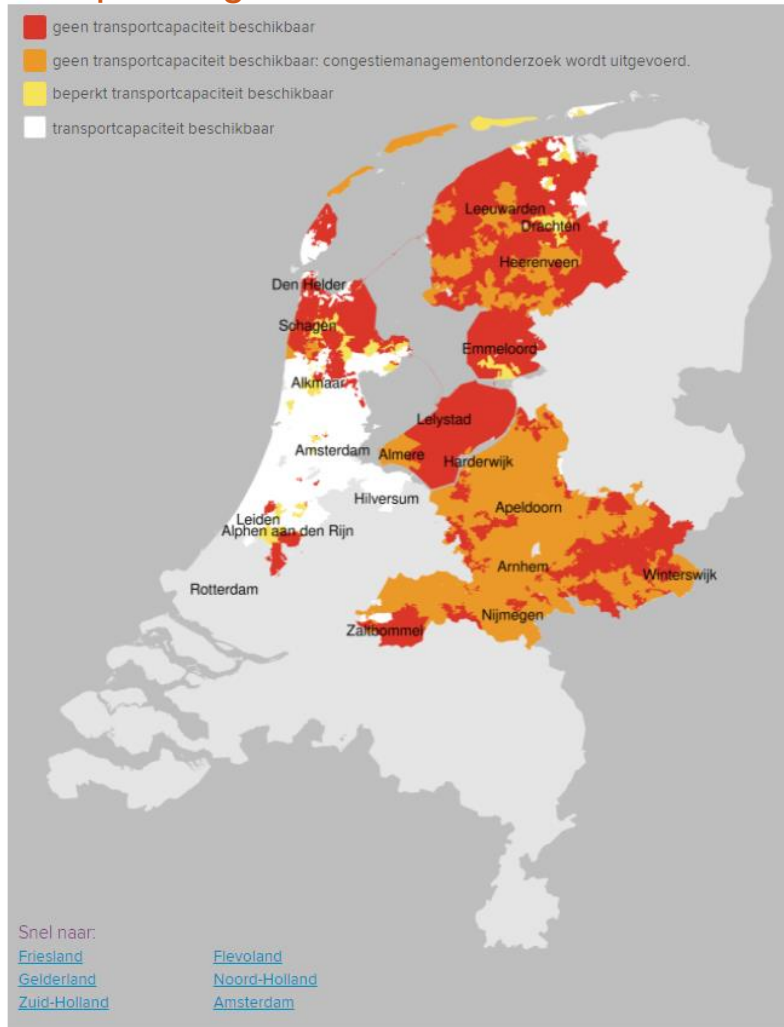 geen transportcapaciteit beschikbaar
geen transportcapaciteit beschikbaar: congestiemanagementonderzoek wordt uitgevoerd.
beperkt transportcapaciteit beschikbaar
transportcapaciteit beschikbaar
Leeuwarden
Drachten
Heerenveen
Den Helder
Schagen
Emmeloord
Alkmaar
Lelystad
Amsterdam
Almere
Harderwijk
Hilversum
Apeldoorn
Leiden
Alphen aan den Rijn
Arnhem
Winterswijk
Rotterdam
Nijmegen
Zaltbommel
Snel naar:
Friesland Flevoland
Gelderland Noord-Holland
Zuid-Holland Amsterdam